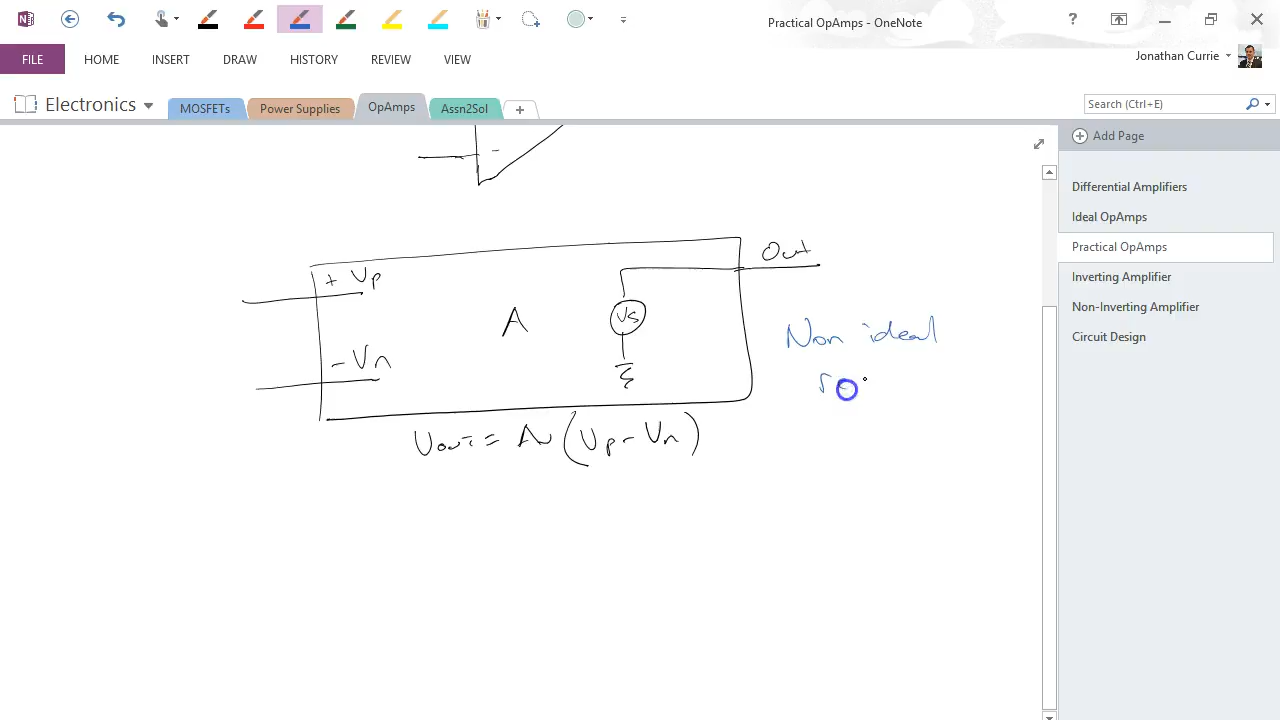 Practical OpAmps - OneNote
?
FILE
HOME
INSERT
DRAW
HISTORY
REVIEW
VIEW
Jonathan Currie
Electronics
MOSFETs
Power Supplies
OpAmps
Assn2Sol
+
Search (Ctrl+E)
Add Page
Differential Amplifiers
Ideal OpAmps
Practical OpAmps
Inverting Amplifier
Non-Inverting Amplifier
Circuit Design
-
Out
+ Vp
A
Vs
- Vn
Non ideal
Vout = Av (Vp - Vn)